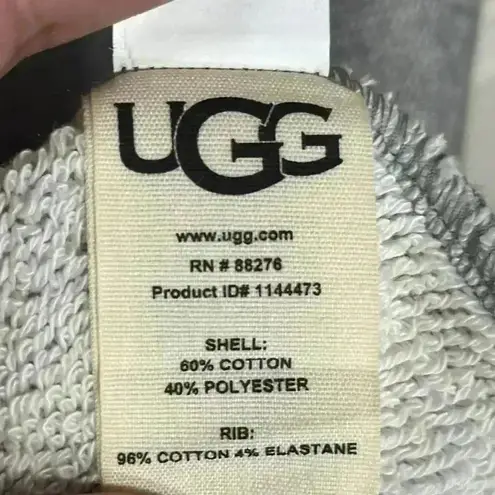 UGG
www.ugg.com
RN # 88276
Product ID# 1144473
SHELL:
60% COTTON
40% POLYESTER
RIB:
96% COTTON 4% ELASTANE